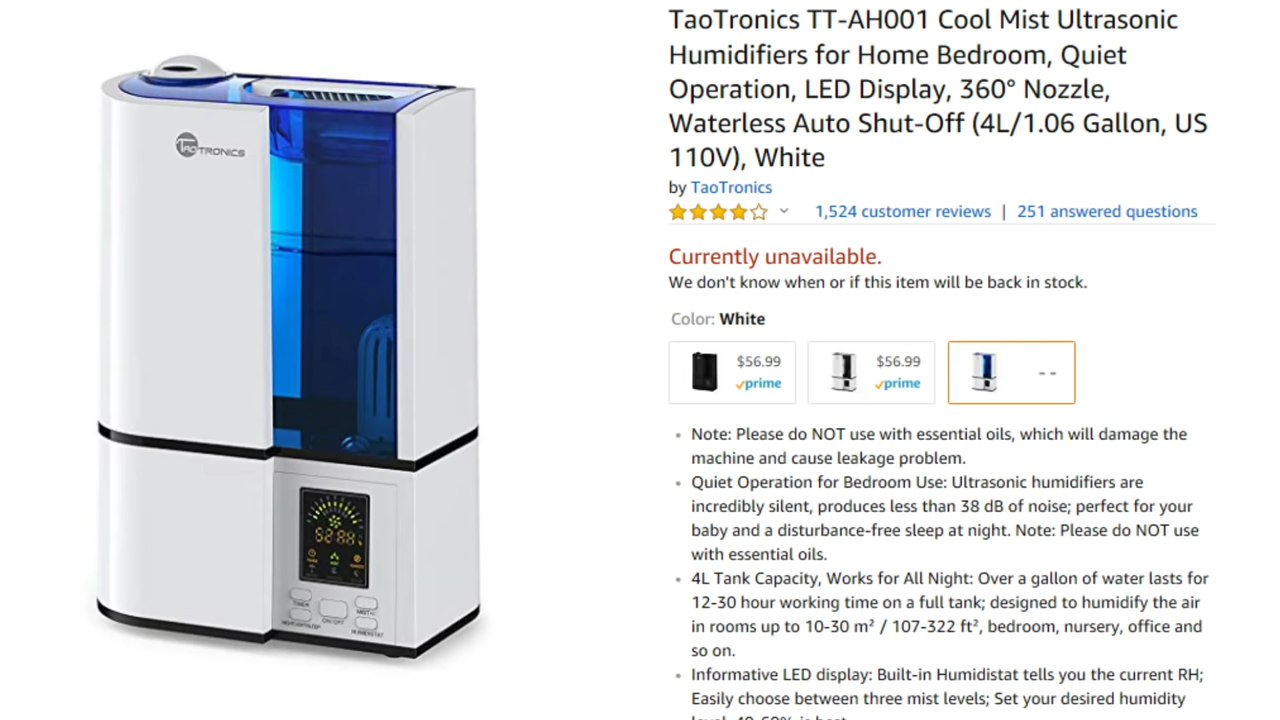 TaoTronics TT-AH001 Cool Mist Ultrasonic
Humidifiers for Home Bedroom, Quiet
Operation, LED Display, 360° Nozzle,
Waterless Auto Shut-Off (4L/1.06 Gallon, US
110V), White
by TaoTronics
1,524 customer reviews | 251 answered questions
Currently unavailable.
We don't know when or if this item will be back in stock.
Color: White
$56.99
prime
$56.99
prime
- -
• Note: Please do NOT use with essential oils, which will damage the
machine and cause leakage problem.
• Quiet Operation for Bedroom Use: Ultrasonic humidifiers are
incredibly silent, produces less than 38 dB of noise; perfect for your
baby and a disturbance-free sleep at night. Note: Please do NOT use
with essential oils.
• 4L Tank Capacity, Works for All Night: Over a gallon of water lasts for
12-30 hour working time on a full tank; designed to humidify the air
in rooms up to 10-30 m² / 107-322 ft², bedroom, nursery, office and
so on.
• Informative LED display: Built-in Humidistat tells you the current RH;
Easily choose between three mist levels; Set your desired humidity
TAOTRONICS
TIMER
ON/OFF
MIST
HUMIDISTAT